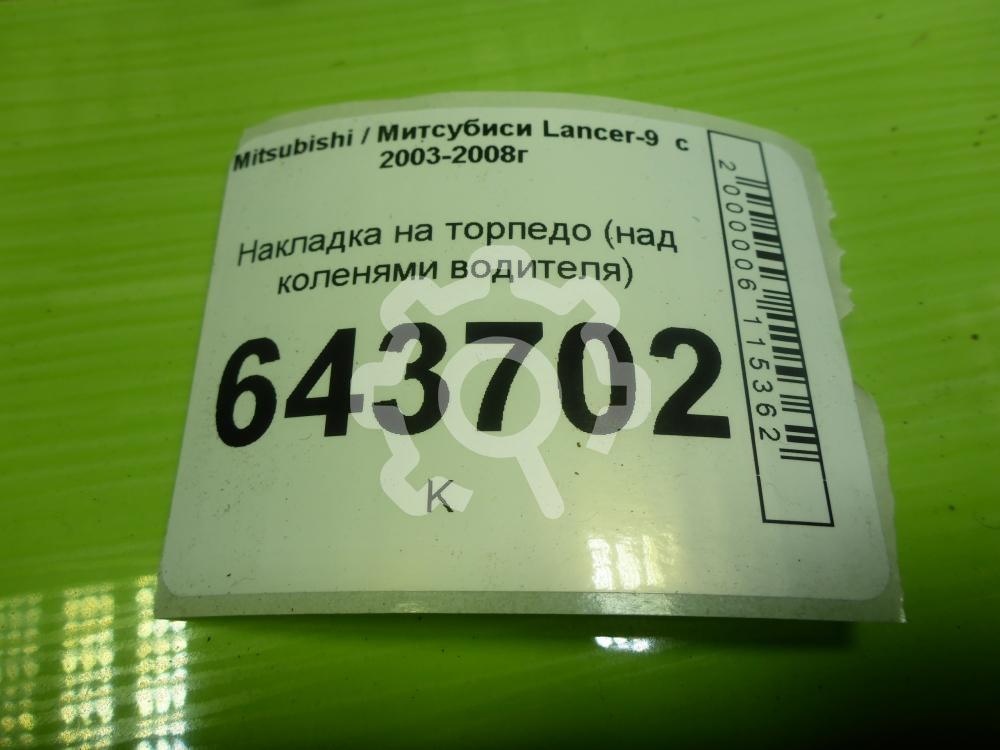 Mitsubishi / Митсубиси Lancer-9 с
2003-2008г
Накладка на торпедо (над
коленями водителя)
643702
К
2000006115362